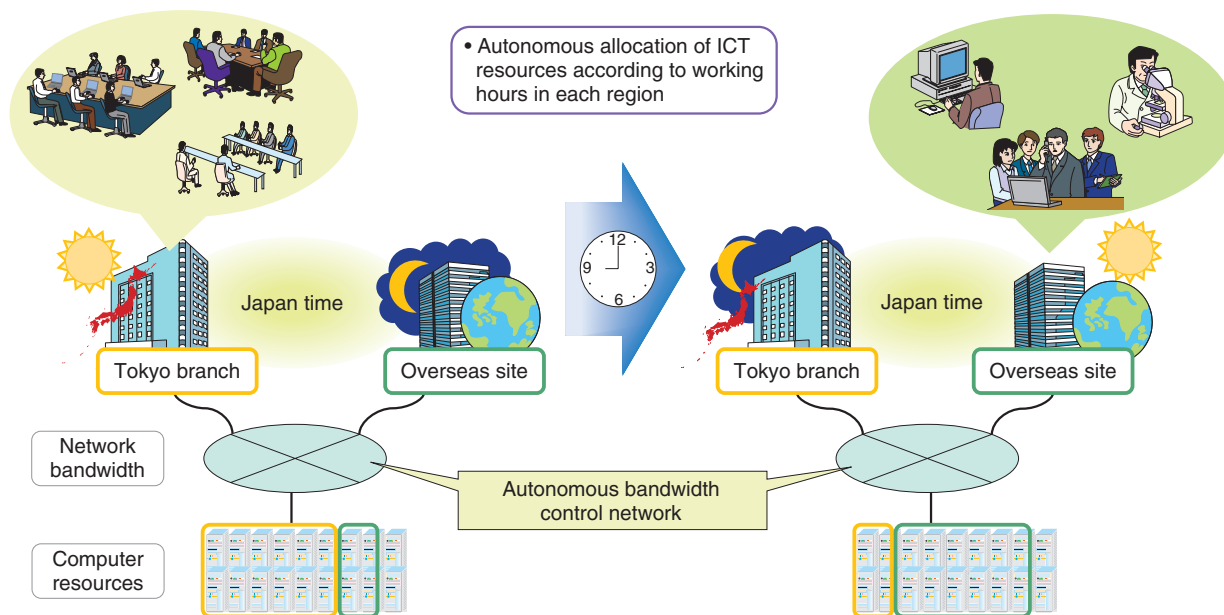 • Autonomous allocation of ICT
resources according to working
hours in each region
12
9
3
6
Japan time
Japan time
Tokyo branch
Overseas site
Tokyo branch
Overseas site
Network
bandwidth
Autonomous bandwidth
control network
Computer
resources